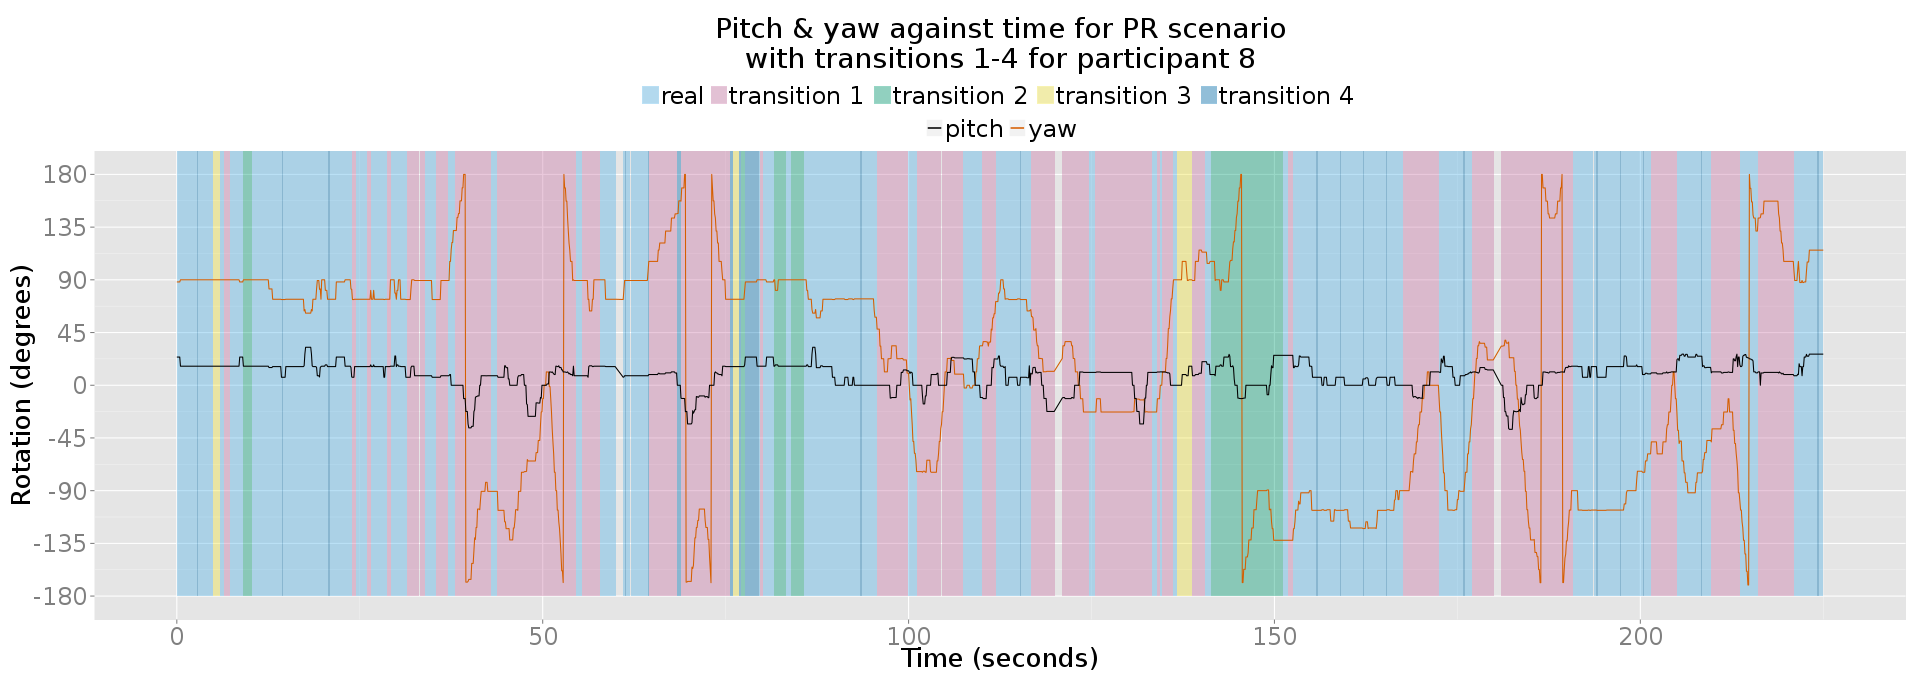 Pitch & yaw against time for PR scenario
with transitions 1-4 for participant 8
real transition 1 transition 2 transition 3 transition 4
pitch yaw
Rotation (degrees)
180
135
90
45
0
-45
-90
-135
-180
0 50 100 150 200
Time (seconds)